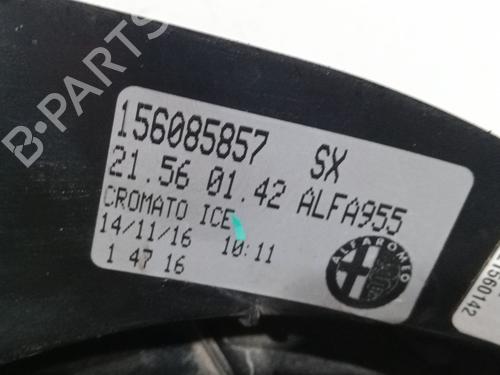 156085857 SX
21.56 01.42 ALFA955
CROMATO ICE
14/11/16 10:11
1 47 16
ALFA ROMEO
21560142
B-PARTS